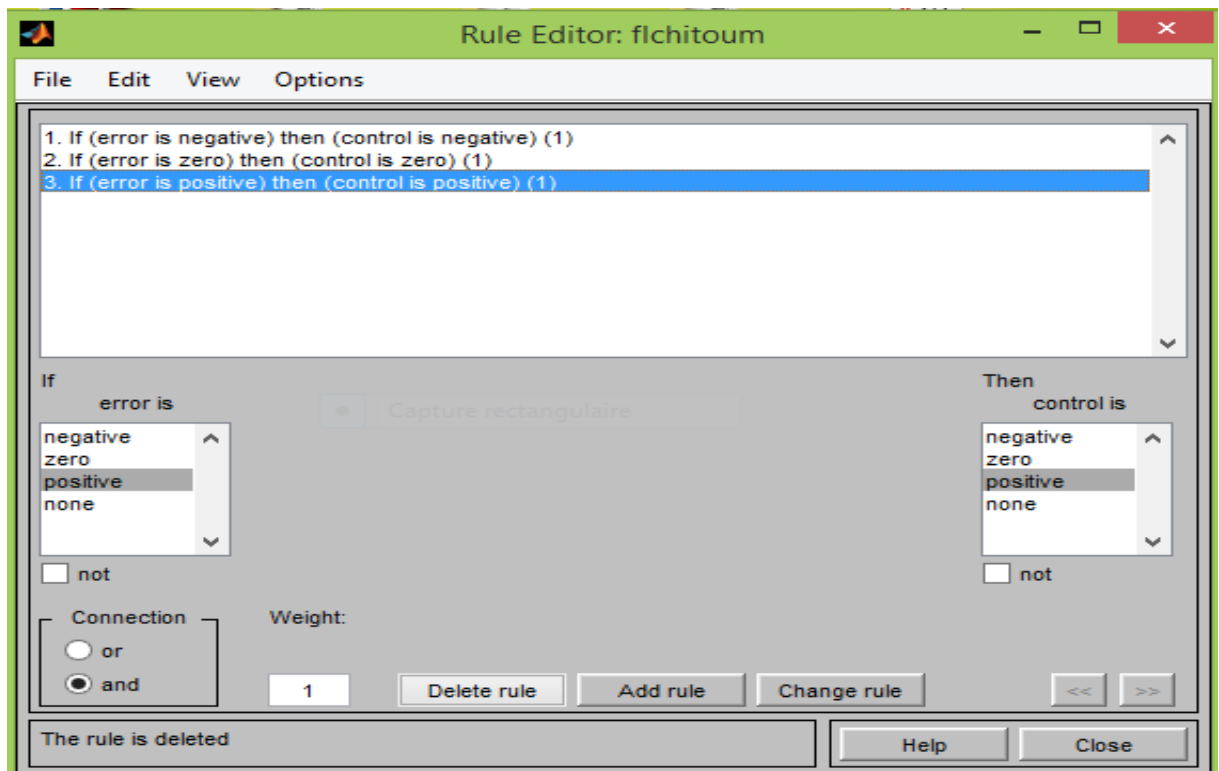 Rule Editor: flchitoum
File Edit View Options
1. If (error is negative) then (control is negative) (1)
2. If (error is zero) then (control is zero) (1)
3. If (error is positive) then (control is positive) (1)
If
error is
negative
zero
positive
none
not
Capture rectangulaire
Then
control is
negative
zero
positive
none
not
Connection
or
and
Weight:
1
Delete rule
Add rule
Change rule
<<
>>
The rule is deleted
Help
Close